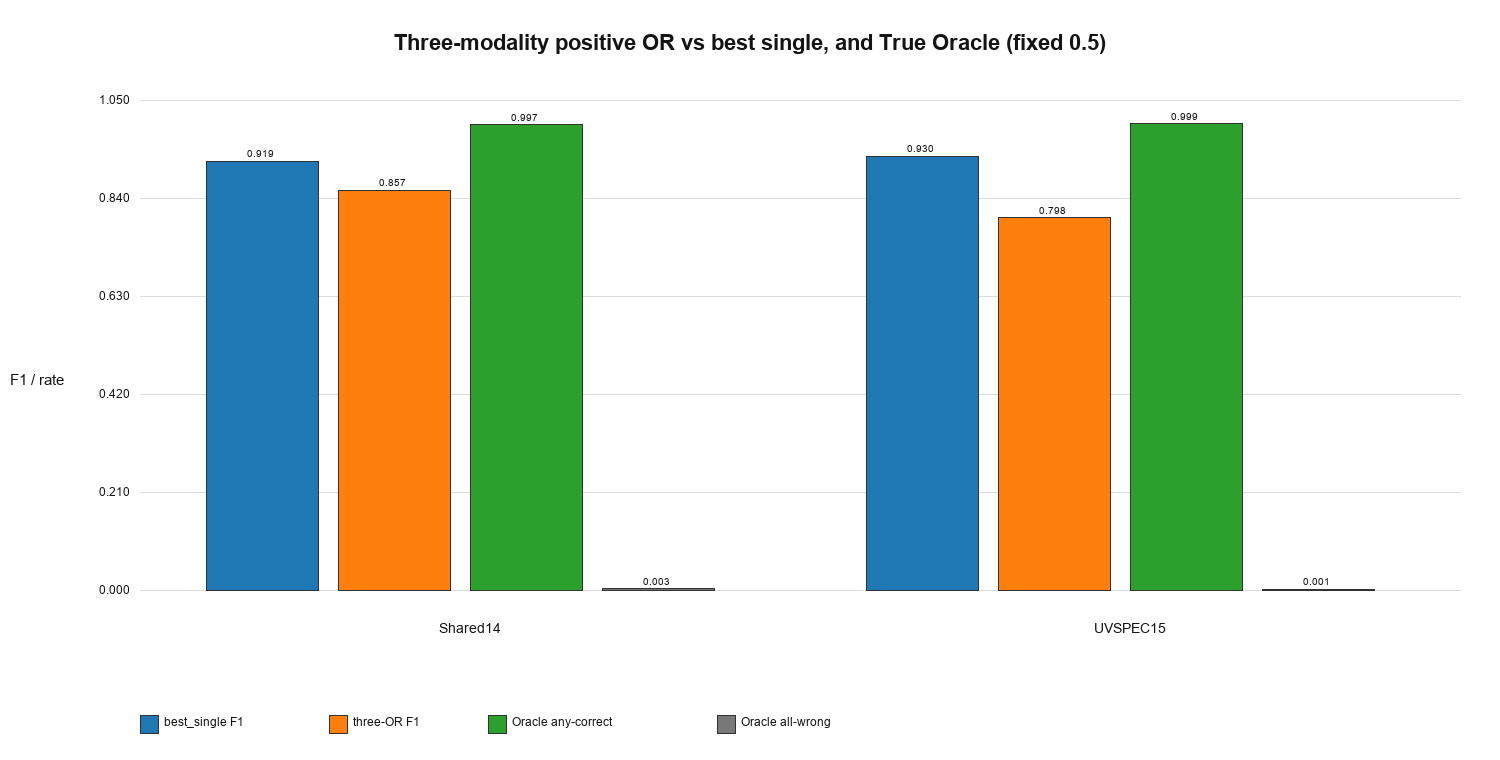 Three-modality positive OR vs best single, and True Oracle (fixed 0.5)
1.050
0.840
0.630
0.420
0.210
0.000
F1 / rate
0.919
0.857
0.997
0.003
0.930
0.798
0.999
0.001
Shared14
UVSPEC15
best_single F1
three-OR F1
Oracle any-correct
Oracle all-wrong